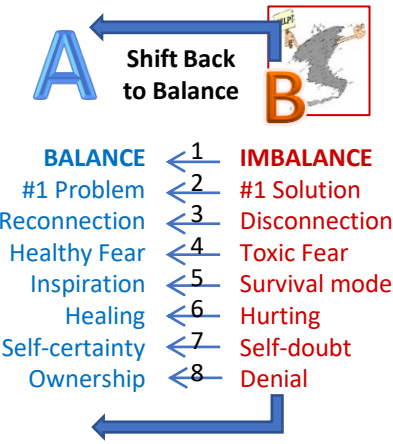 HELP!
A
Shift Back
to Balance
B
BALANCE 1 IMBALANCE
#1 Problem 2 #1 Solution
Reconnection 3 Disconnection
Healthy Fear 4 Toxic Fear
Inspiration 5 Survival mode
Healing 6 Hurting
Self-certainty 7 Self-doubt
Ownership 8 Denial